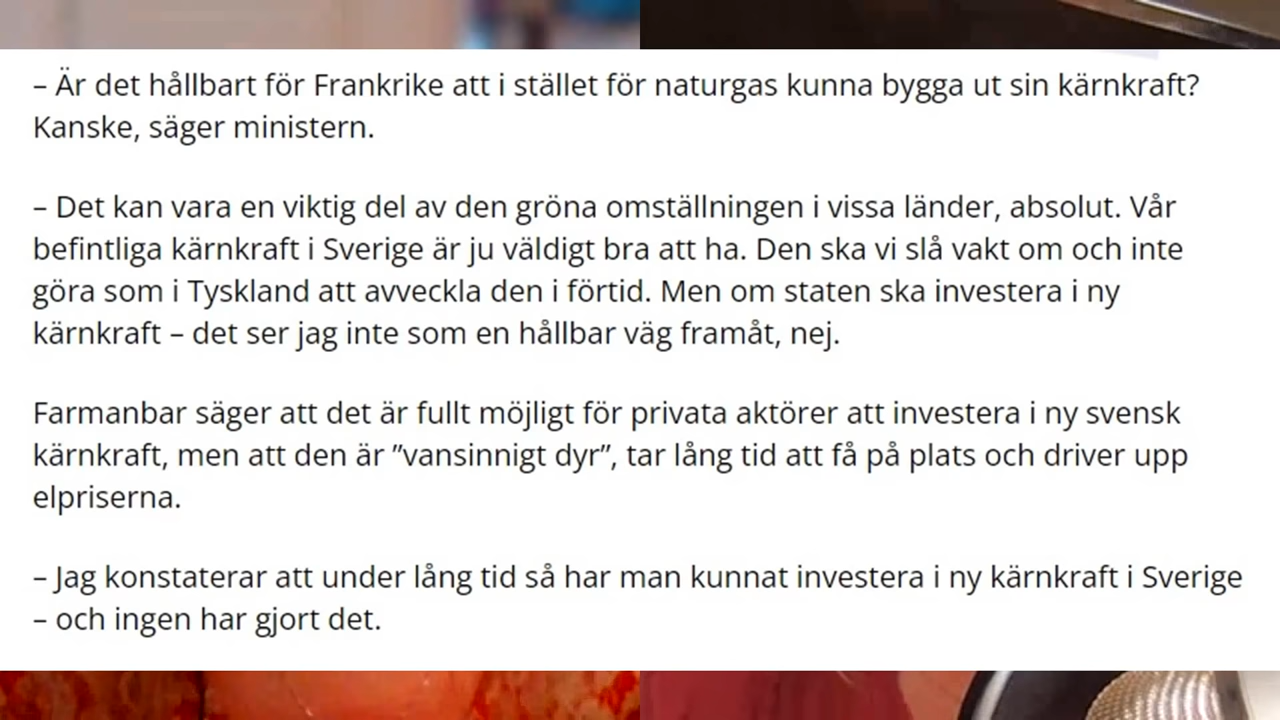 – Är det hållbart för Frankrike att i stället för naturgas kunna bygga ut sin kärnkraft?
Kanske, säger ministern.
– Det kan vara en viktig del av den gröna omställningen i vissa länder, absolut. Vår
befintliga kärnkraft i Sverige är ju väldigt bra att ha. Den ska vi slå vakt om och inte
göra som i Tyskland att avveckla den i förtid. Men om staten ska investera i ny
kärnkraft – det ser jag inte som en hållbar väg framåt, nej.
Farmanbar säger att det är fullt möjligt för privata aktörer att investera i ny svensk
kärnkraft, men att den är ”vansinnigt dyr”, tar lång tid att få på plats och driver upp
elpriserna.
– Jag konstaterar att under lång tid så har man kunnat investera i ny kärnkraft i Sverige
– och ingen har gjort det.